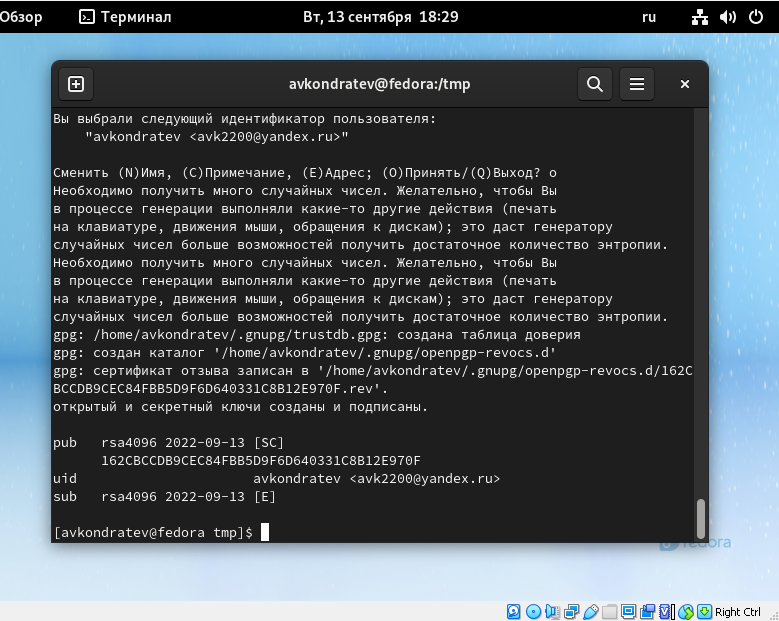 Обзор
Терминал
Вт, 13 сентября 18:29
ru
avkondratev@fedora:/tmp
Вы выбрали следующий идентификатор пользователя:
"avkondratev <avk2200@yandex.ru>"
Сменить (N)Имя, (C)Примечание, (E)Адрес; (O)Принять/(Q)Выход? o
Необходимо получить много случайных чисел. Желательно, чтобы Вы
в процессе генерации выполняли какие-то другие действия (печать
на клавиатуре, движения мыши, обращения к дискам); это даст генератору
случайных чисел больше возможностей получить достаточное количество энтропии.
Необходимо получить много случайных чисел. Желательно, чтобы Вы
в процессе генерации выполняли какие-то другие действия (печать
на клавиатуре, движения мыши, обращения к дискам); это даст генератору
случайных чисел больше возможностей получить достаточное количество энтропии.
gpg: /home/avkondratev/.gnupg/trustdb.gpg: создана таблица доверия
gpg: создан каталог '/home/avkondratev/.gnupg/openpgp-revocs.d'
gpg: сертификат отзыва записан в '/home/avkondratev/.gnupg/openpgp-revocs.d/162C
BCCDB9CEC84FBB5D9F6D640331C8B12E970F.rev'.
открытый и секретный ключи созданы и подписаны.
pub   rsa4096 2022-09-13 [SC]
162CBCCDB9CEC84FBB5D9F6D640331C8B12E970F
uid                      avkondratev <avk2200@yandex.ru>
sub   rsa4096 2022-09-13 [E]
[avkondratev@fedora tmp]$
fedora
Right Ctrl